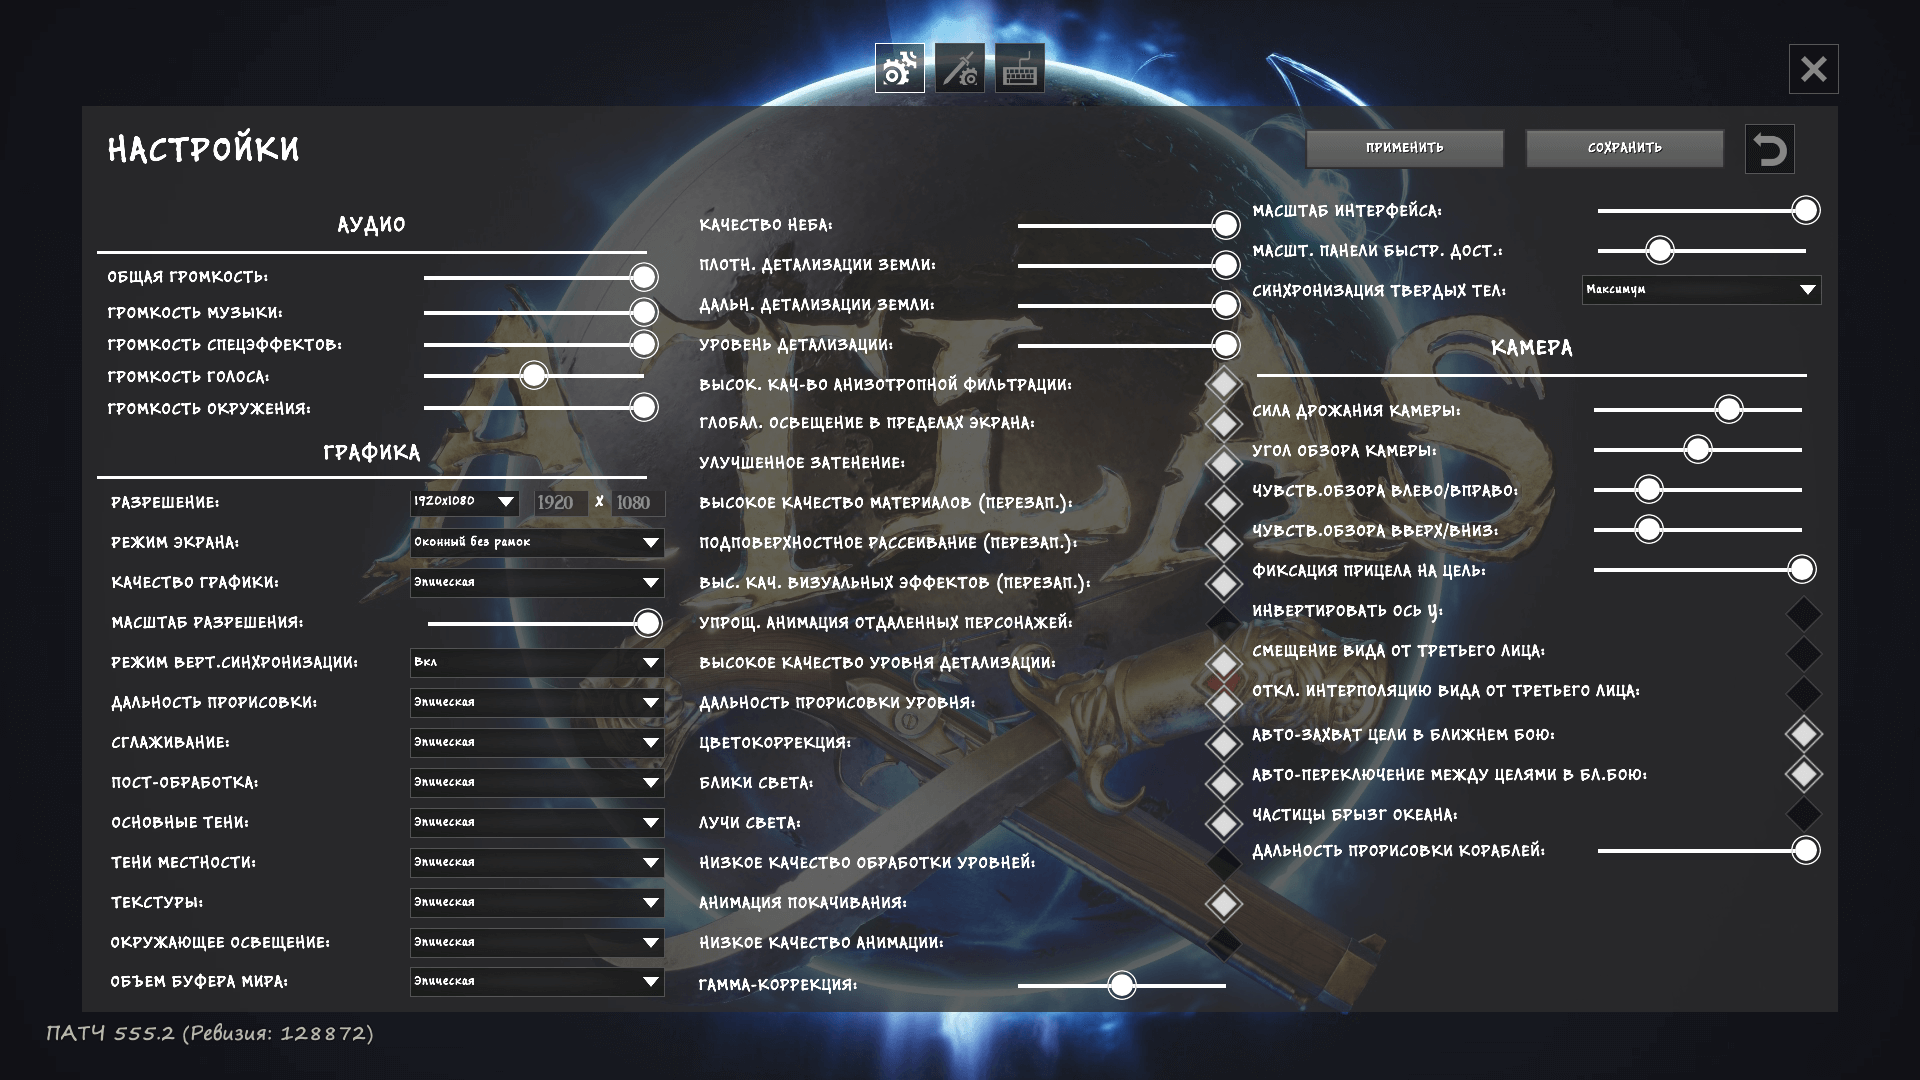 НАСТРОЙКИ
ПРИМЕНИТЬ
СОХРАНИТЬ
АУДИО
ОБЩАЯ ГРОМКОСТЬ:
ГРОМКОСТЬ МУЗЫКИ:
ГРОМКОСТЬ СПЕЦЭФФЕКТОВ:
ГРОМКОСТЬ ГОЛОСА:
ГРОМКОСТЬ ОКРУЖЕНИЯ:
ГРАФИКА
РАЗРЕШЕНИЕ: 1920x1080 1920 X 1080
РЕЖИМ ЭКРАНА: Оконный без рамок
КАЧЕСТВО ГРАФИКИ: Эпическая
МАСШТАБ РАЗРЕШЕНИЯ:
РЕЖИМ ВЕРТ.СИНХРОНИЗАЦИИ: Вкл
ДАЛЬНОСТЬ ПРОРИСОВКИ: Эпическая
СГЛАЖИВАНИЕ: Эпическая
ПОСТ-ОБРАБОТКА: Эпическая
ОСНОВНЫЕ ТЕНИ: Эпическая
ТЕНИ МЕСТНОСТИ: Эпическая
ТЕКСТУРЫ: Эпическая
ОКРУЖАЮЩЕЕ ОСВЕЩЕНИЕ: Эпическая
ОБЪЕМ БУФЕРА МИРА: Эпическая
КАЧЕСТВО НЕБА:
ПЛОТН. ДЕТАЛИЗАЦИИ ЗЕМЛИ:
ДАЛЬН. ДЕТАЛИЗАЦИИ ЗЕМЛИ:
УРОВЕНЬ ДЕТАЛИЗАЦИИ:
ВЫСОК. КАЧ-ВО АНИЗОТРОПНОЙ ФИЛЬТРАЦИИ:
ГЛОБАЛ. ОСВЕЩЕНИЕ В ПРЕДЕЛАХ ЭКРАНА:
УЛУЧШЕННОЕ ЗАТЕНЕНИЕ:
ВЫСОКОЕ КАЧЕСТВО МАТЕРИАЛОВ (ПЕРЕЗАП.):
ПОДПОВЕРХНОСТНОЕ РАССЕИВАНИЕ (ПЕРЕЗАП.):
ВЫС. КАЧ. ВИЗУАЛЬНЫХ ЭФФЕКТОВ (ПЕРЕЗАП.):
УПРОЩ. АНИМАЦИЯ ОТДАЛЕННЫХ ПЕРСОНАЖЕЙ:
ВЫСОКОЕ КАЧЕСТВО УРОВНЯ ДЕТАЛИЗАЦИИ:
ДАЛЬНОСТЬ ПРОРИСОВКИ УРОВНЯ:
ЦВЕТОКОРРЕКЦИЯ:
БЛИКИ СВЕТА:
ЛУЧИ СВЕТА:
НИЗКОЕ КАЧЕСТВО ОБРАБОТКИ УРОВНЕЙ:
АНИМАЦИЯ ПОКАЧИВАНИЯ:
НИЗКОЕ КАЧЕСТВО АНИМАЦИИ:
ГАММА-КОРРЕКЦИЯ:
МАСШТАБ ИНТЕРФЕЙСА:
МАСШТ. ПАНЕЛИ БЫСТР. ДОСТ.:
СИНХРОНИЗАЦИЯ ТВЕРДЫХ ТЕЛ: Максимум
КАМЕРА
СИЛА ДРОЖАНИЯ КАМЕРЫ:
УГОЛ ОБЗОРА КАМЕРЫ:
ЧУВСТВ.ОБЗОРА ВЛЕВО/ВПРАВО:
ЧУВСТВ.ОБЗОРА ВВЕРХ/ВНИЗ:
ФИКСАЦИЯ ПРИЦЕЛА НА ЦЕЛЬ:
ИНВЕРТИРОВАТЬ ОСЬ Y:
СМЕЩЕНИЕ ВИДА ОТ ТРЕТЬЕГО ЛИЦА:
ОТКЛ. ИНТЕРПОЛЯЦИЮ ВИДА ОТ ТРЕТЬЕГО ЛИЦА:
АВТО-ЗАХВАТ ЦЕЛИ В БЛИЖНЕМ БОЮ:
АВТО-ПЕРЕКЛЮЧЕНИЕ МЕЖДУ ЦЕЛЯМИ В БЛ.БОЮ:
ЧАСТИЦЫ БРЫЗГ ОКЕАНА:
ДАЛЬНОСТЬ ПРОРИСОВКИ КОРАБЛЕЙ:
ATLAS
ПАТЧ 555.2 (Ревизия: 128872)